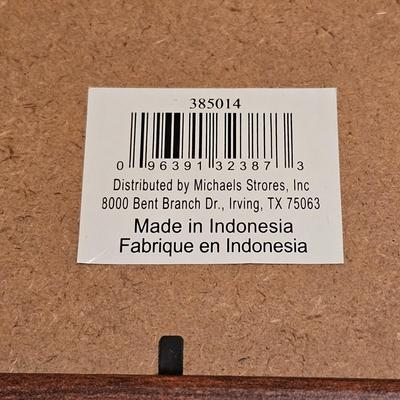 385014
0 96391 32387 3
Distributed by Michaels Strores, Inc
8000 Bent Branch Dr., Irving, TX 75063
Made in Indonesia
Fabrique en Indonesia